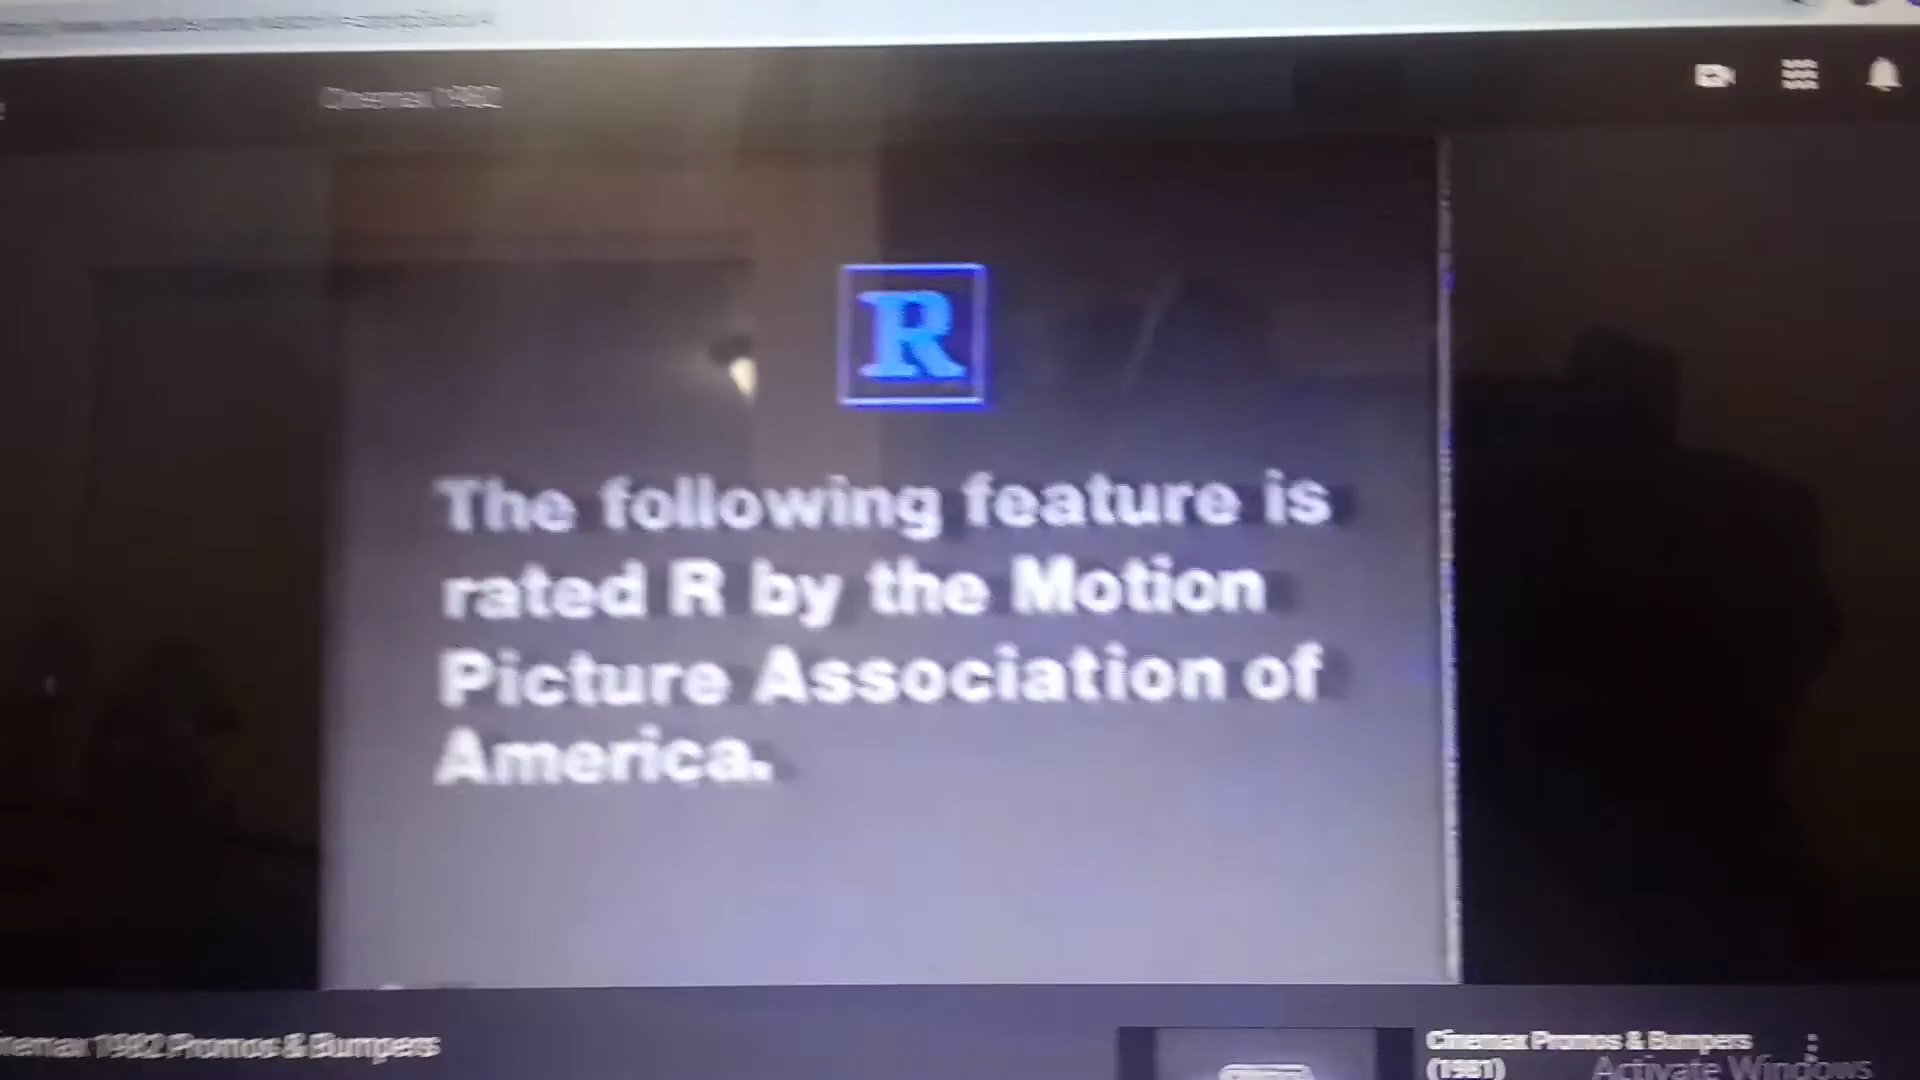 Cinemax 1982
R
The following feature is
rated R by the Motion
Picture Association of
America.
1982 Promos & Bumpers
Cinemax Promos & Bumpers
(1981)
Activate Windows